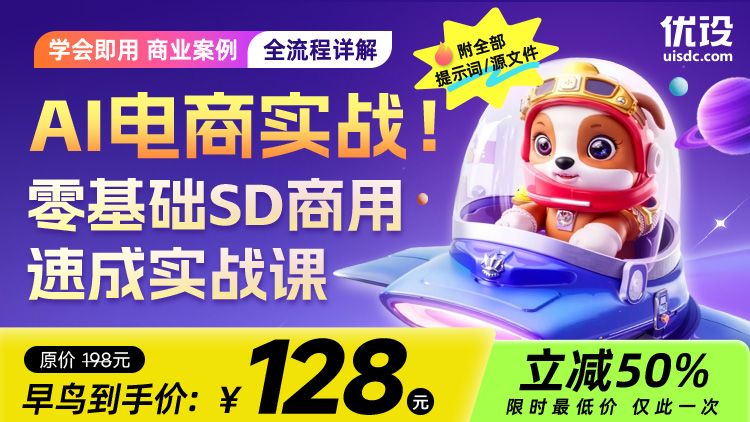 学会即用 商业案例 全流程详解
附全部
提示词/源文件
优设
uisdc.com
AI电商实战！
零基础SD商用
速成实战课
原价 198元
早鸟到手价：￥128元
立减50%
限时最低价 仅此一次